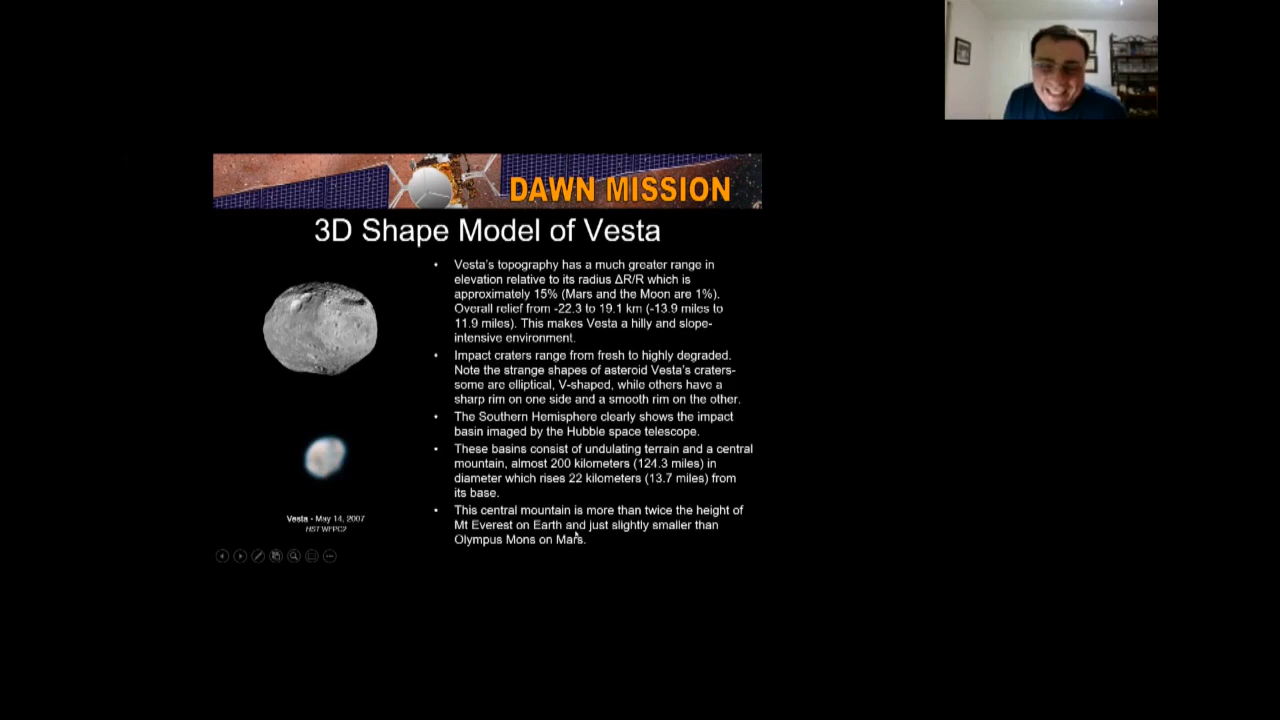 DAWN MISSION
3D Shape Model of Vesta
• Vesta's topography has a much greater range in
elevation relative to its radius ΔR/R which is
approximately 15% (Mars and the Moon are 1%).
Overall relief from -22.3 to 19.1 km (-13.9 miles to
11.9 miles). This makes Vesta a hilly and slope-
intensive environment.
• Impact craters range from fresh to highly degraded.
Note the strange shapes of asteroid Vesta's craters-
some are elliptical, V-shaped, while others have a
sharp rim on one side and a smooth rim on the other.
• The Southern Hemisphere clearly shows the impact
basin imaged by the Hubble space telescope.
• These basins consist of undulating terrain and a central
mountain, almost 200 kilometers (124.3 miles) in
diameter which rises 22 kilometers (13.7 miles) from
its base.
• This central mountain is more than twice the height of
Mt Everest on Earth and just slightly smaller than
Olympus Mons on Mars.
Vesta - May 14, 2007
HST WFPC2